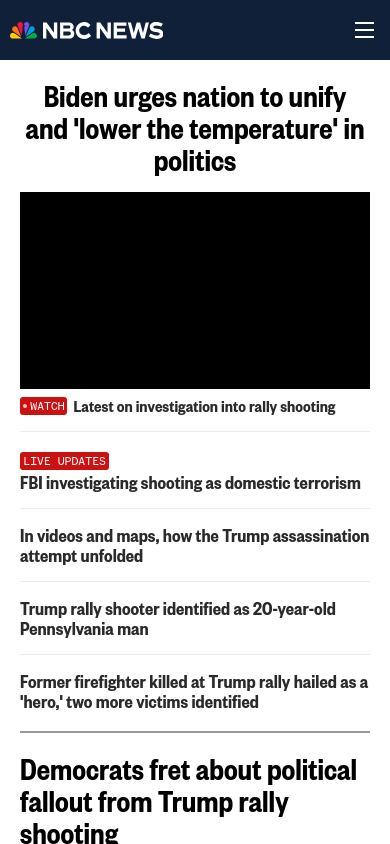 NBC NEWS
Biden urges nation to unify
and 'lower the temperature' in
politics
WATCH Latest on investigation into rally shooting
LIVE UPDATES
FBI investigating shooting as domestic terrorism
In videos and maps, how the Trump assassination
attempt unfolded
Trump rally shooter identified as 20-year-old
Pennsylvania man
Former firefighter killed at Trump rally hailed as a
'hero,' two more victims identified
Democrats fret about political
fallout from Trump rally
shooting